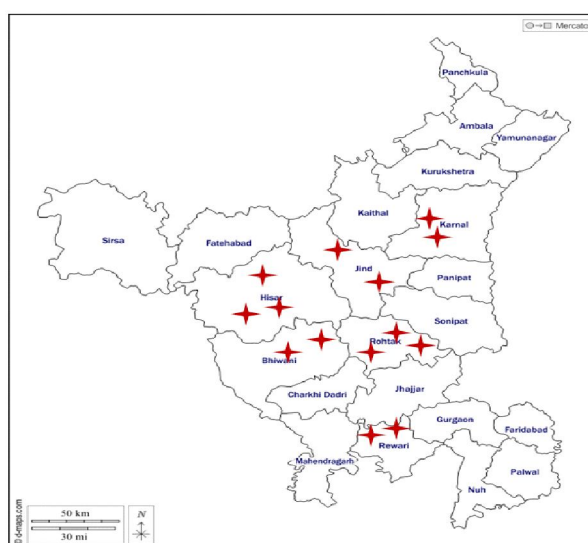 Mercato
Panchkula
Ambala
Yamunanagar
Kurukshetra
Kaithal
Karnal
Sirsa
Fatehabad
Jind
Panipat
Hisar
Sonipat
Rohtak
Bhiwani
Charkhi Dadri
Jhajjar
Gurgaon
Faridabad
Rewari
Mahendragarh
Palwal
Nuh
50 km
30 mi
N
© d-maps.com